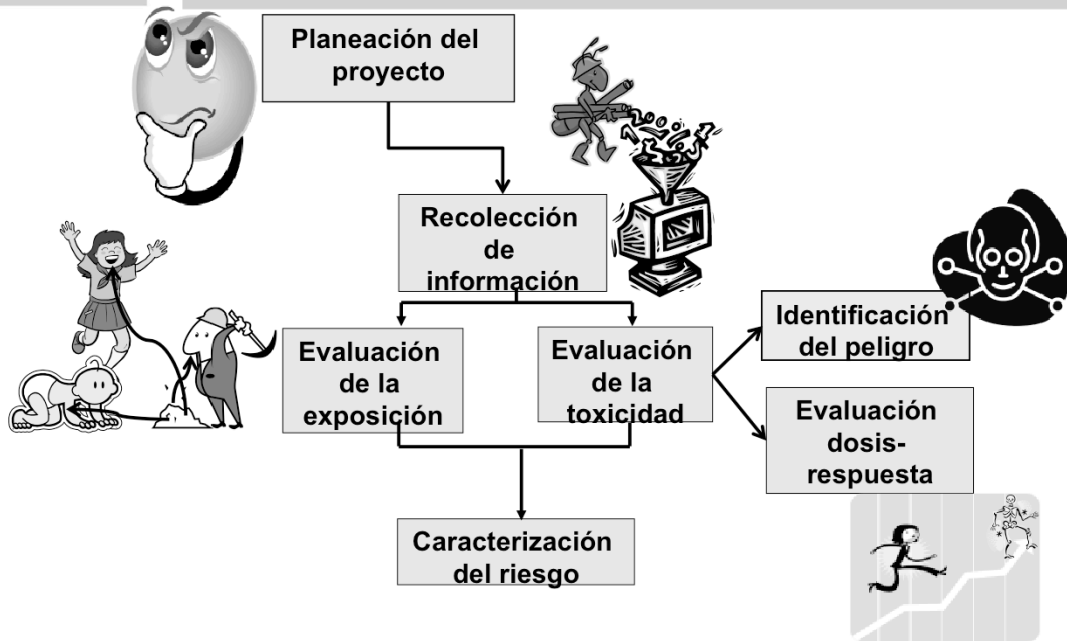 Planeación del
proyecto
Recolección
de
información
Evaluación
de la
exposición
Evaluación
de la
toxicidad
Identificación
del peligro
Evaluación
dosis-
respuesta
Caracterización
del riesgo